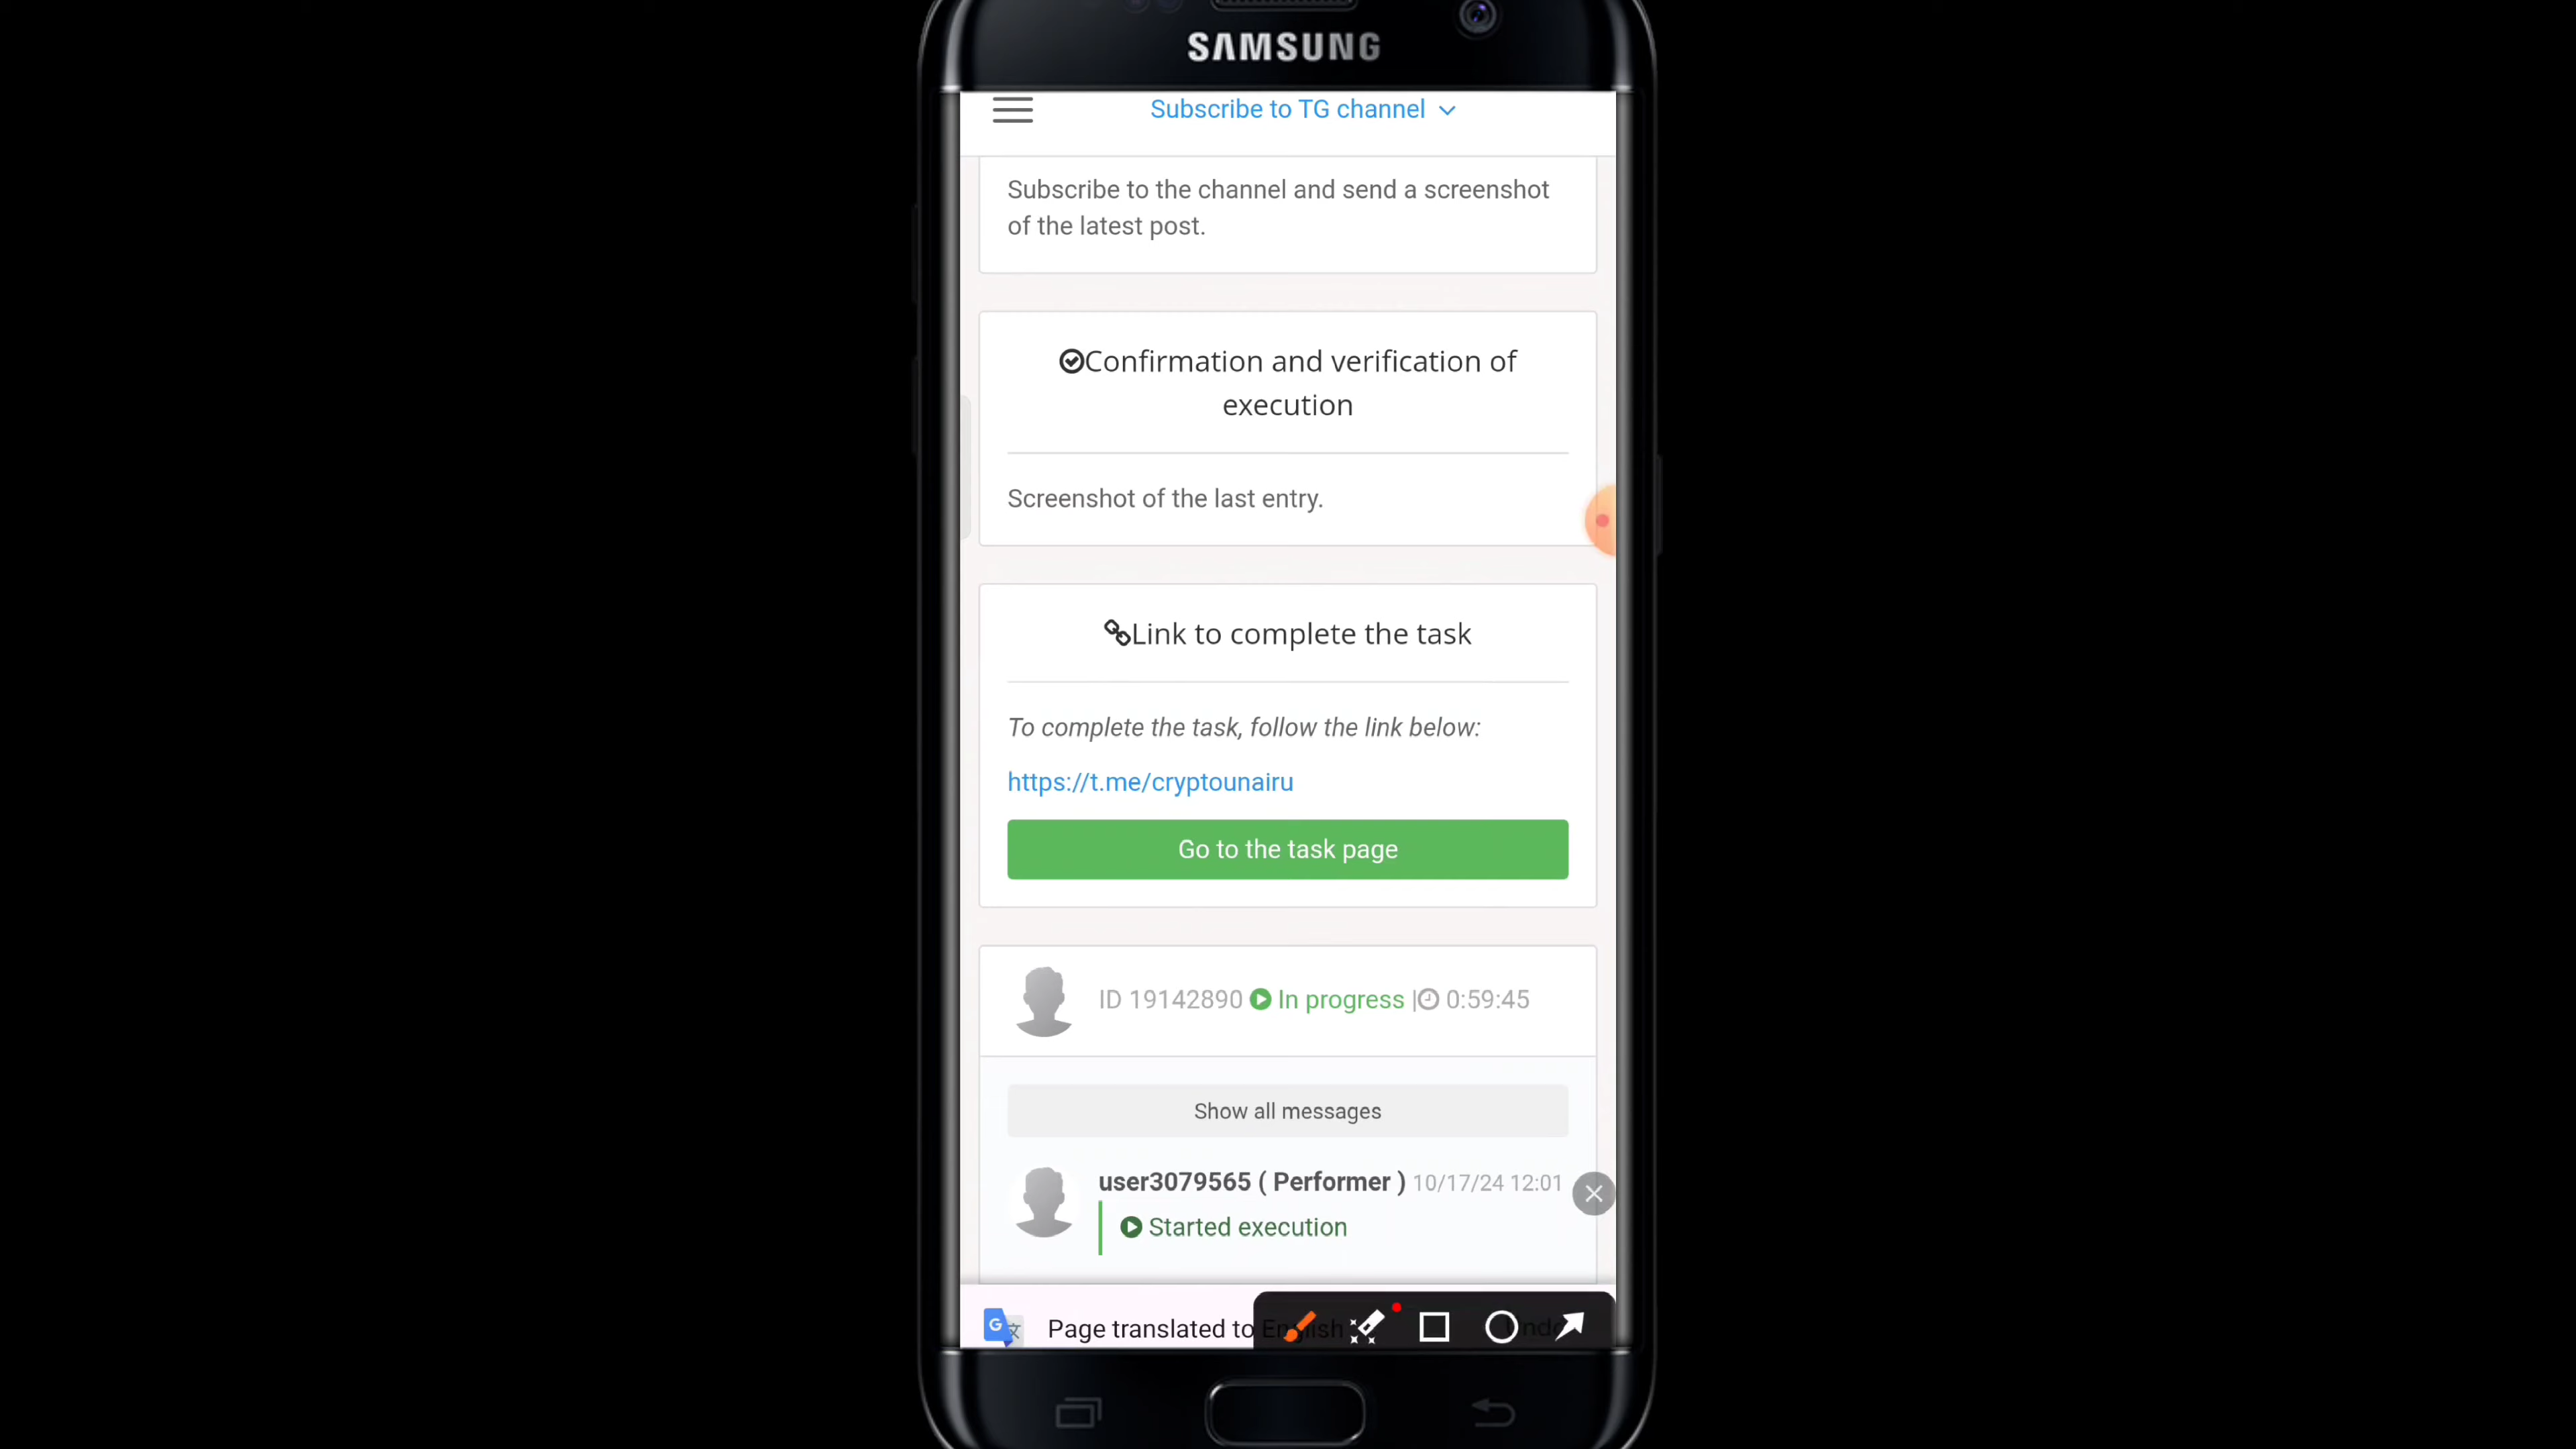 SAMSUNG
Subscribe to TG channel
Subscribe to the channel and send a screenshot
of the latest post.
Confirmation and verification of
execution
Screenshot of the last entry.
Link to complete the task
To complete the task, follow the link below:
https://t.me/cryptounairu
Go to the task page
ID 19142890 In progress | 0:59:45
Show all messages
user3079565 ( Performer ) 10/17/24 12:01
Started execution
Page translated to English